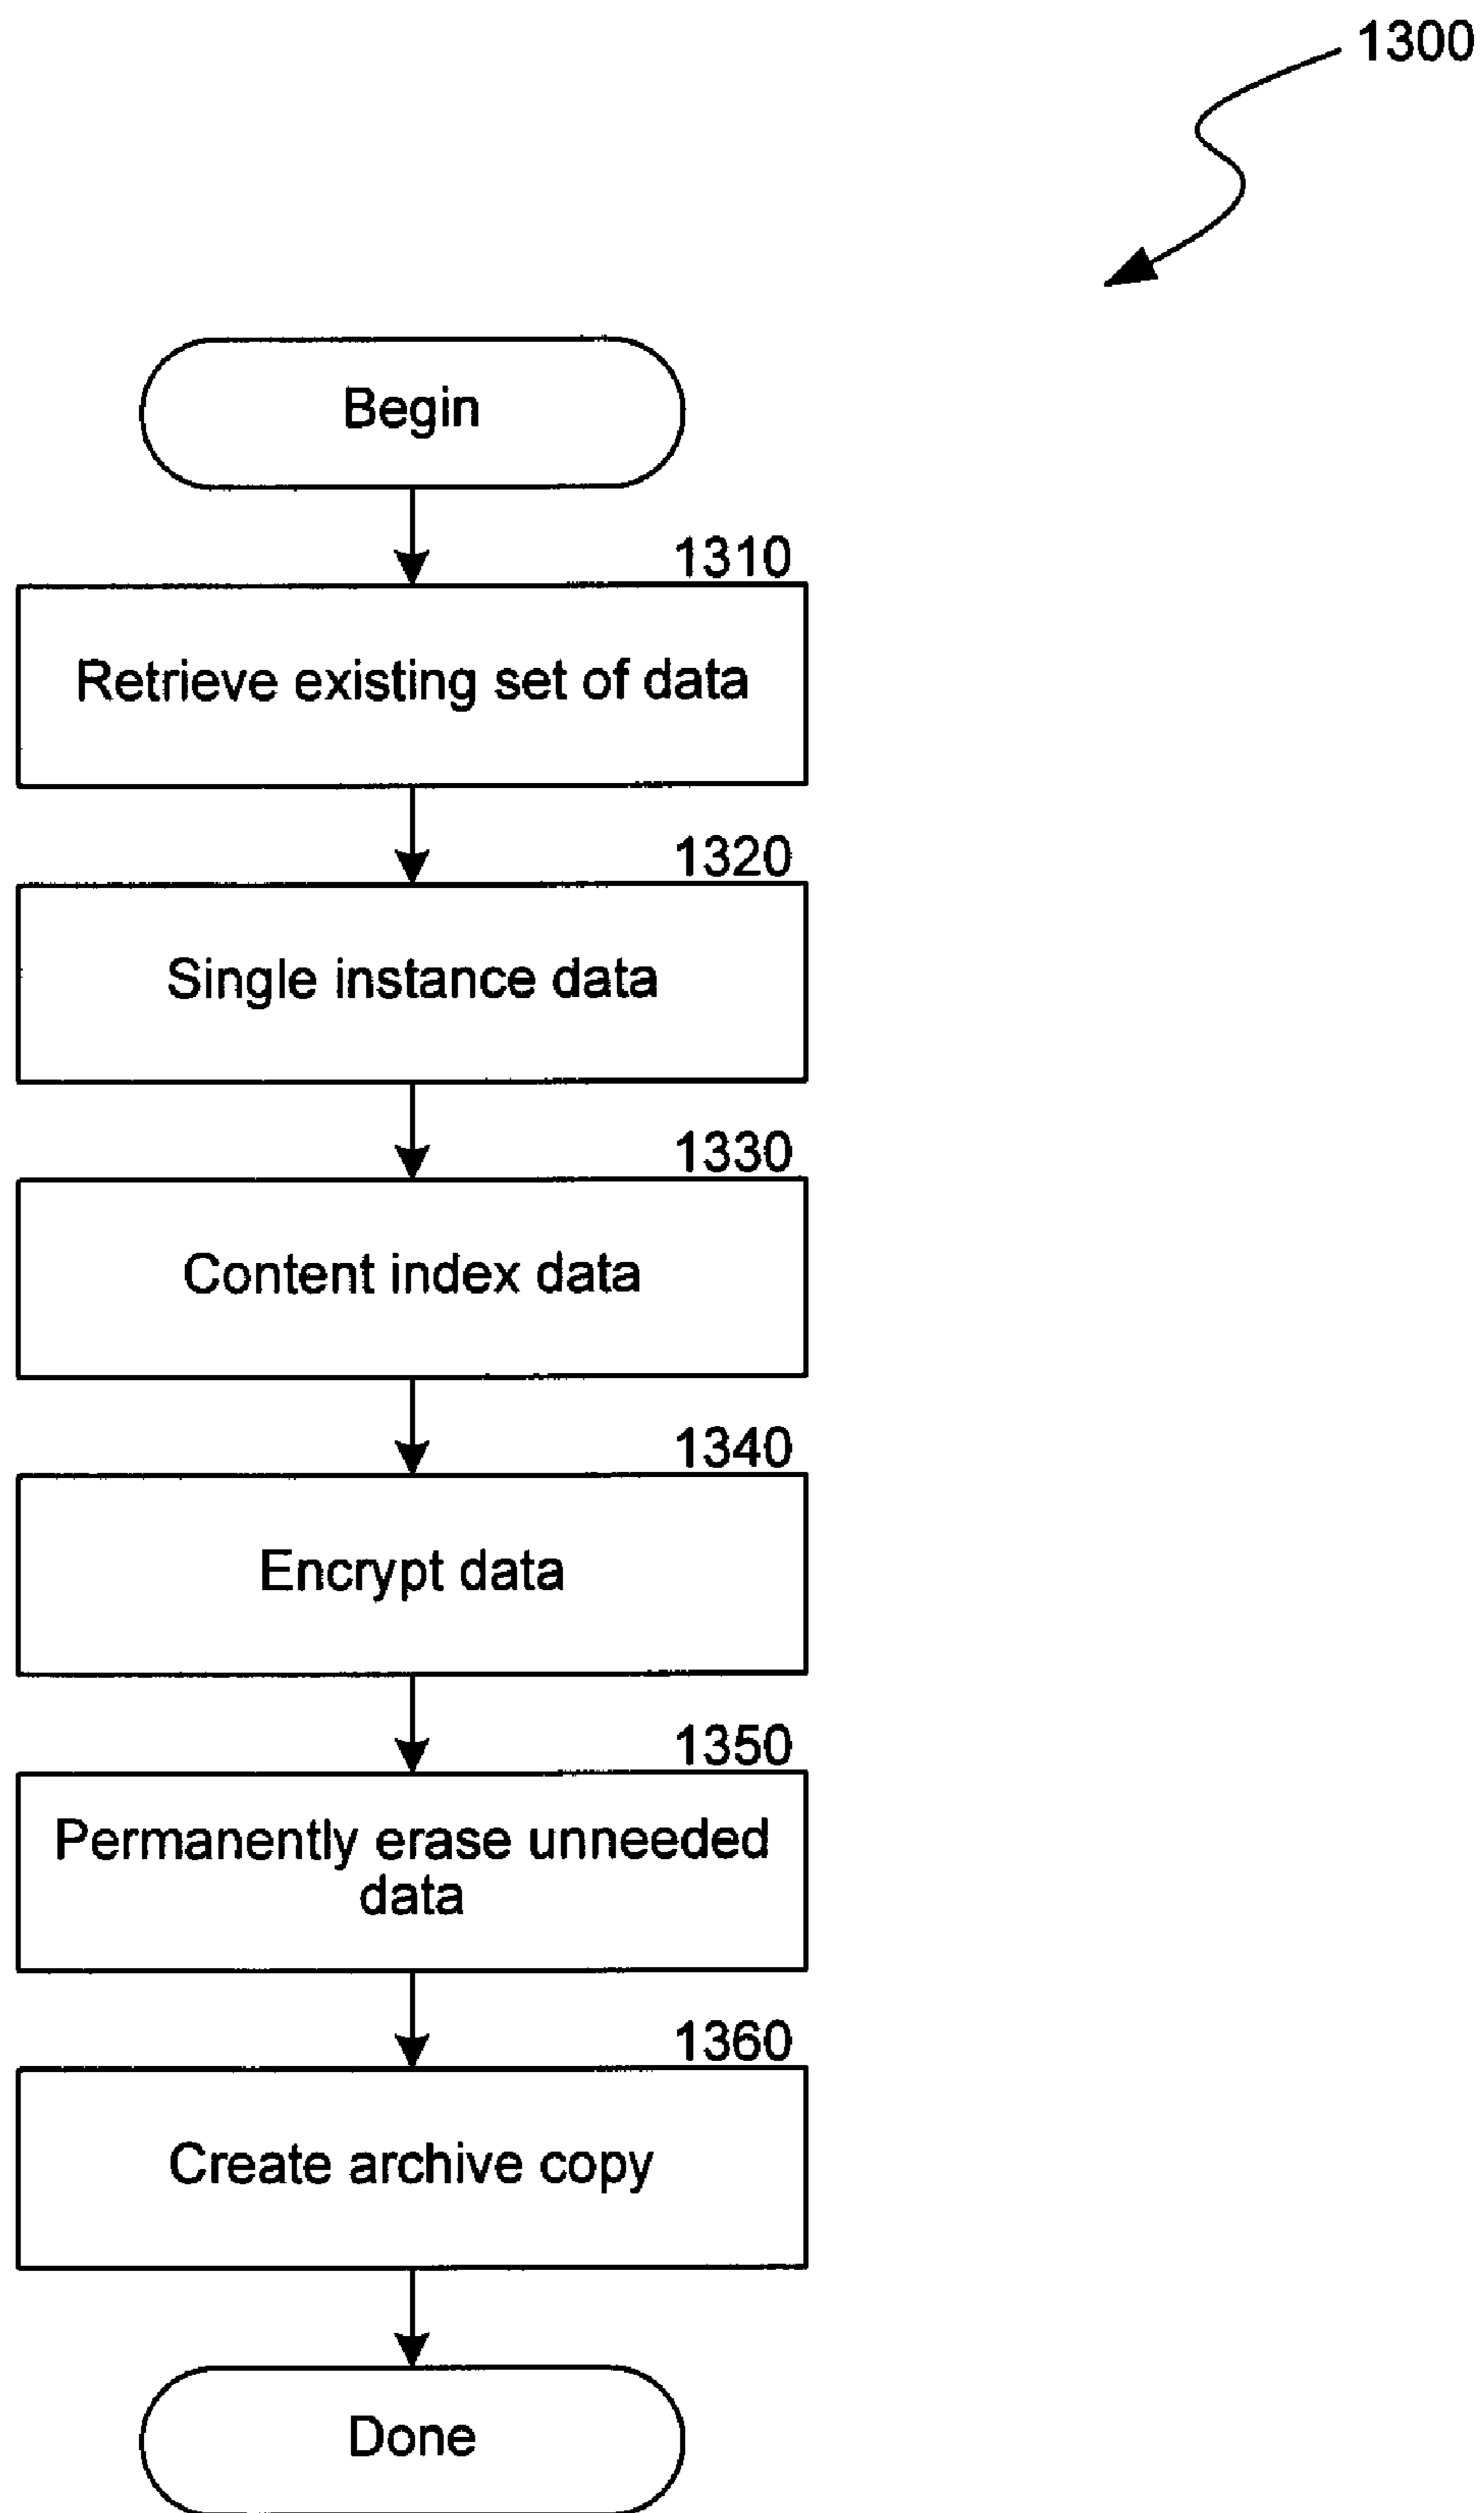 1300
Begin
1310
Retrieve existing set of data
1320
Single instance data
1330
Content index data
1340
Encrypt data
1350
Permanently erase unneeded
data
1360
Create archive copy
Done